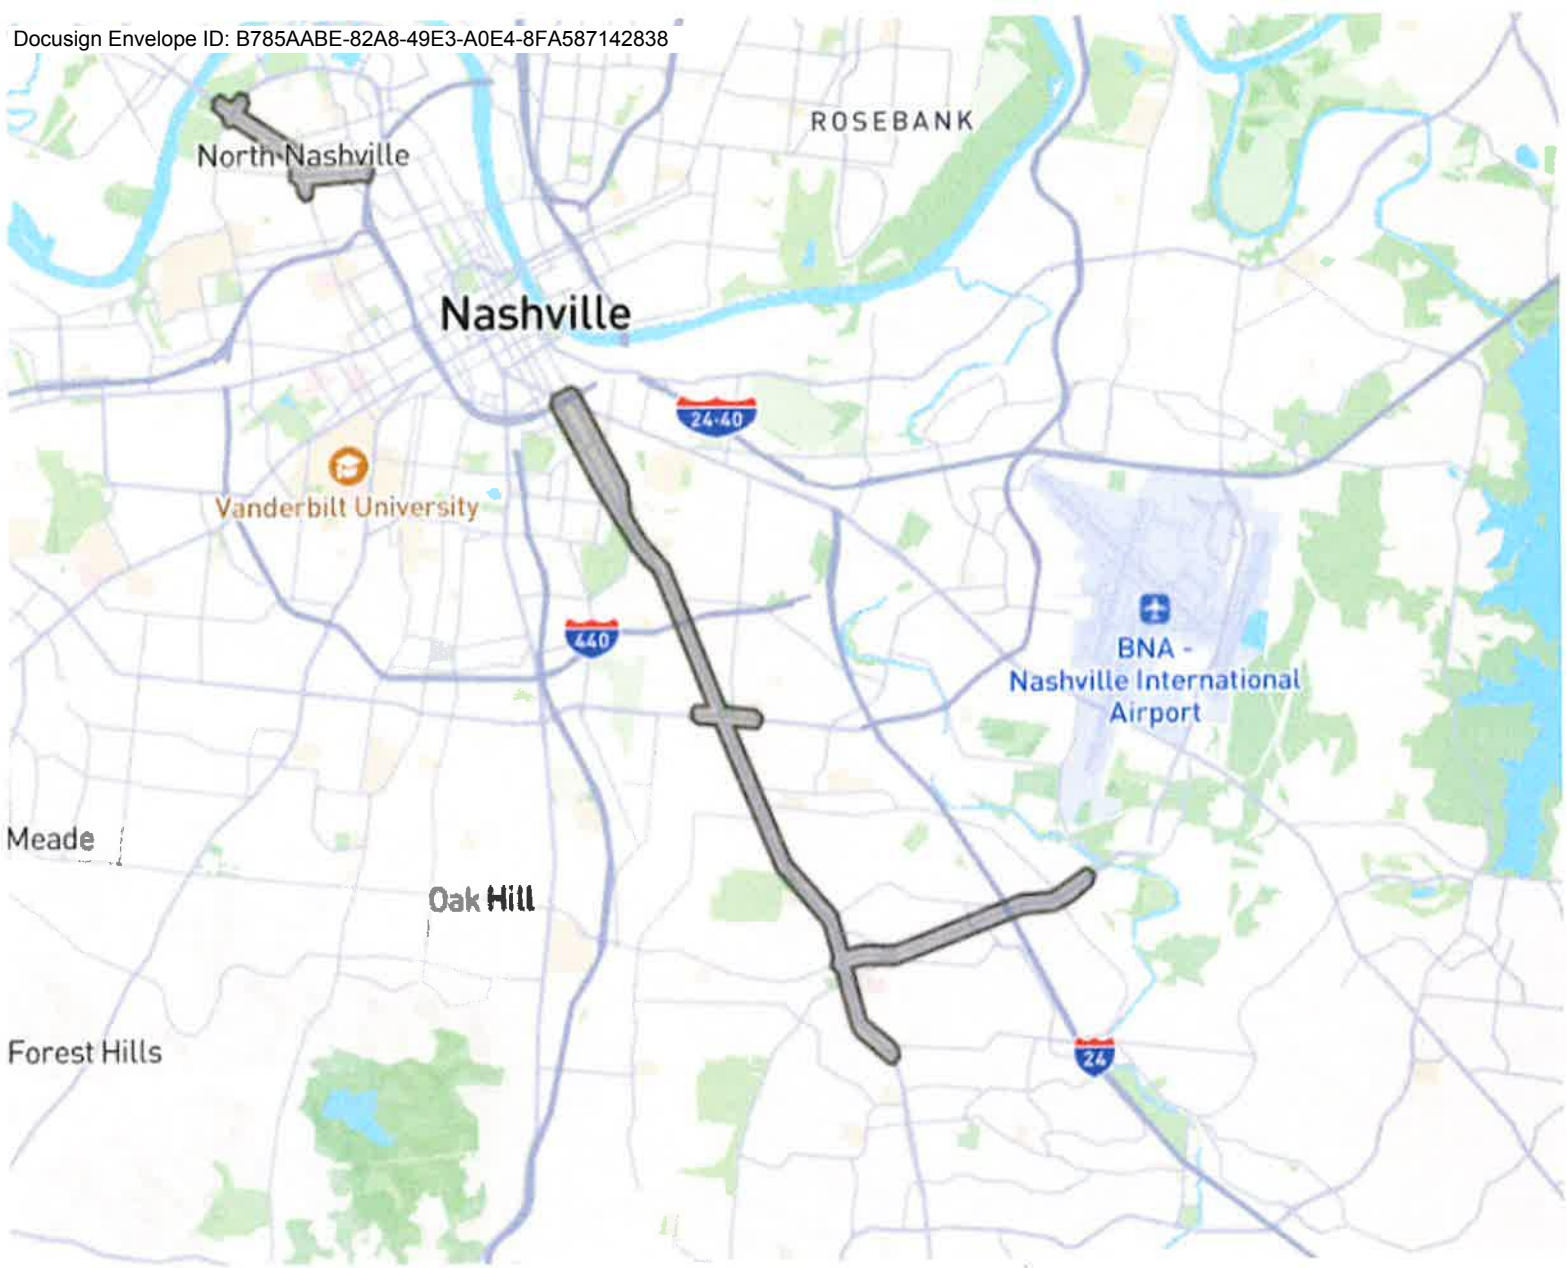 Docusign Envelope ID: B785AABE-82A8-49E3-A0E4-8FA587142838
ROSEBANK
North Nashville
Nashville
24-40
Vanderbilt University
440
BNA -
Nashville International
Airport
Meade
Oak Hill
Forest Hills
24